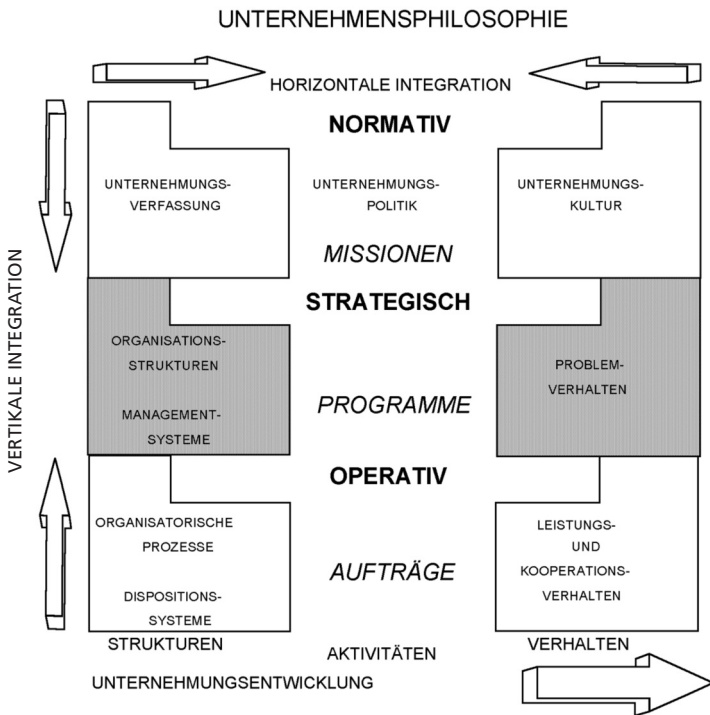 UNTERNEHMENSPHILOSOPHIE
HORIZONTALE INTEGRATION
NORMATIV
UNTERNEHMUNGS-
VERFASSUNG
UNTERNEHMUNGS-
POLITIK
UNTERNEHMUNGS-
KULTUR
MISSIONEN
VERTIKALE INTEGRATION
STRATEGISCH
ORGANISATIONS-
STRUKTUREN
MANAGEMENT-
SYSTEME
PROGRAMME
PROBLEM-
VERHALTEN
OPERATIV
ORGANISATORISCHE
PROZESSE
DISPOSITIONS-
SYSTEME
AUFTRÄGE
LEISTUNGS-
UND
KOOPERATIONS-
VERHALTEN
STRUKTUREN
AKTIVITÄTEN
VERHALTEN
UNTERNEHMUNGSENTWICKLUNG